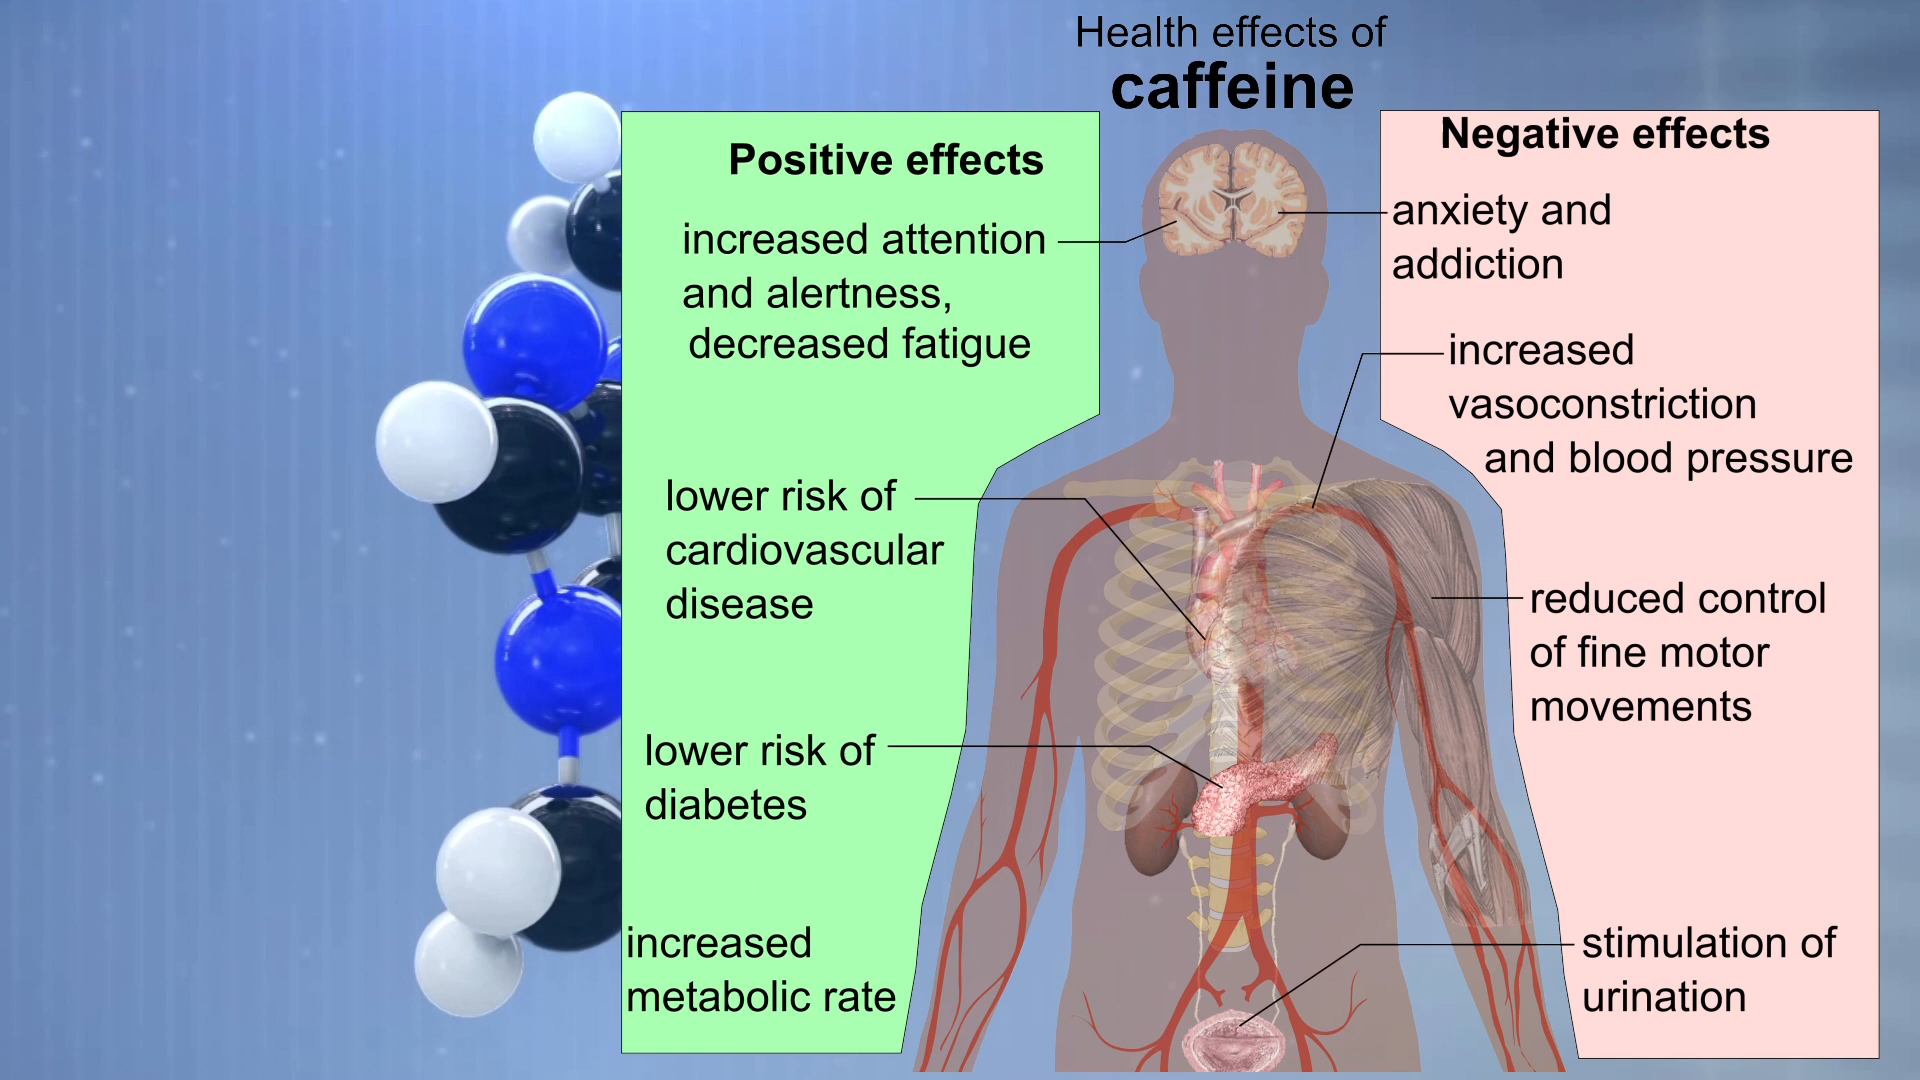 Health effects of
caffeine
Positive effects
increased attention
and alertness,
decreased fatigue
lower risk of
cardiovascular
disease
lower risk of
diabetes
increased
metabolic rate
Negative effects
anxiety and
addiction
increased
vasoconstriction
and blood pressure
reduced control
of fine motor
movements
stimulation of
urination